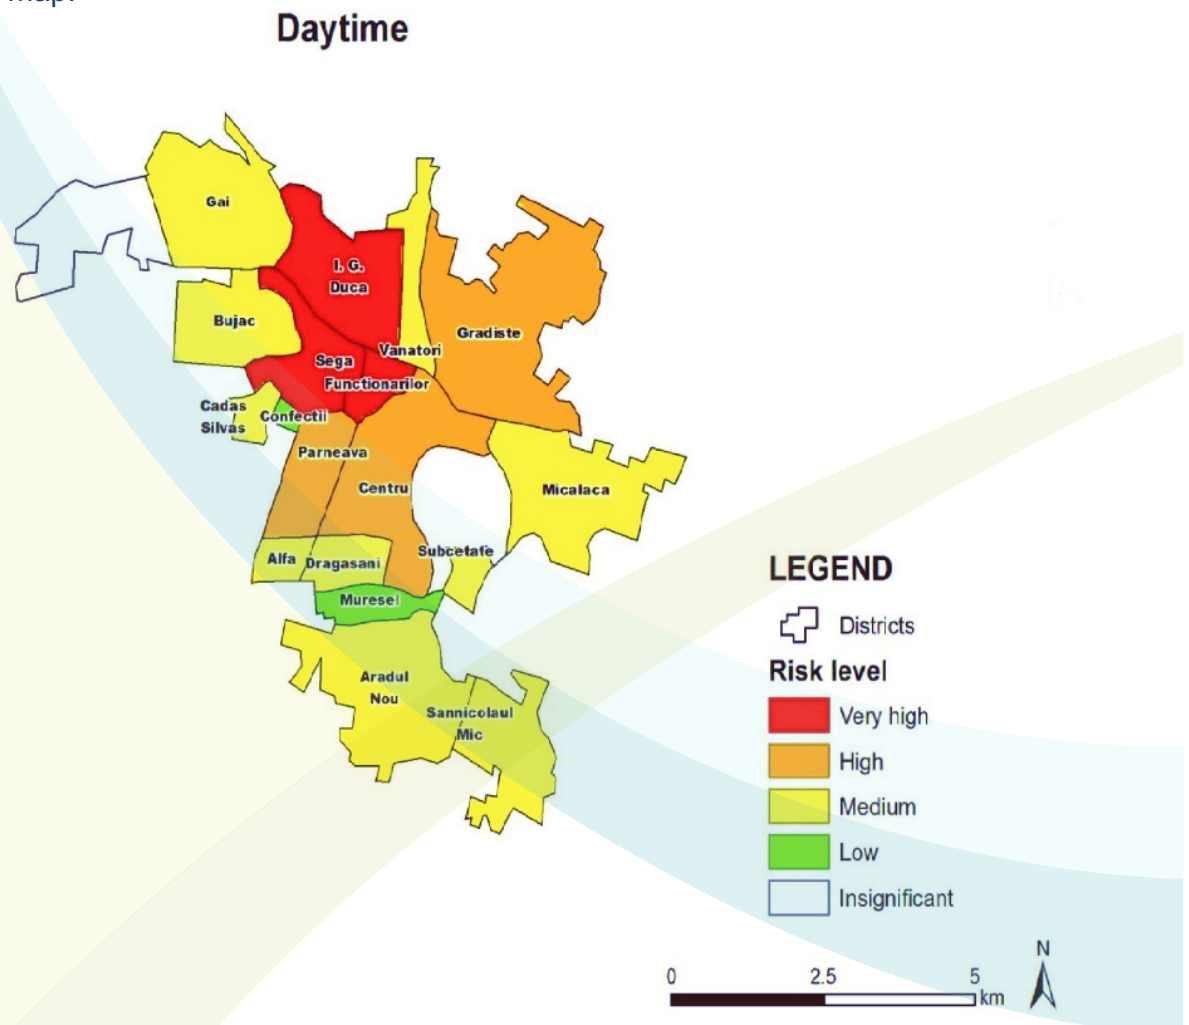 map.
Daytime
Gai
I. G.
Duca
Bujac
Gradiste
Vanatori
Sega
Functionarilor
Cadas
Silvas
Confectii
Parneava
Centru
Micalaca
Subcetate
Alfa
Dragasani
Muresel
Aradul
Nou
Sannicolaul
Mic
LEGEND
Districts
Risk level
Very high
High
Medium
Low
Insignificant
N
0 2.5 5
km